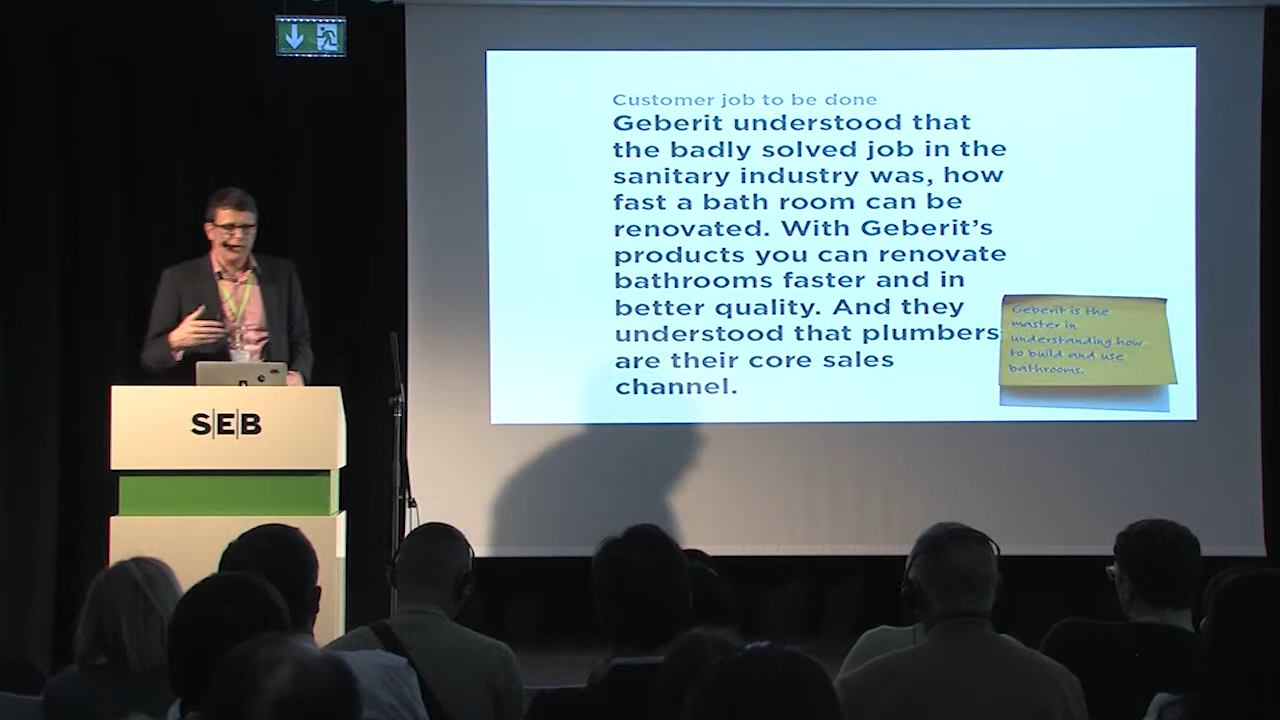 Customer job to be done
Geberit understood that
the badly solved job in the
sanitary industry was, how
fast a bath room can be
renovated. With Geberit's
products you can renovate
bathrooms faster and in
better quality. And they
understood that plumbers
are their core sales
channel.
Geberit is the
master in
understanding how
to build and use
bathrooms.
SEB